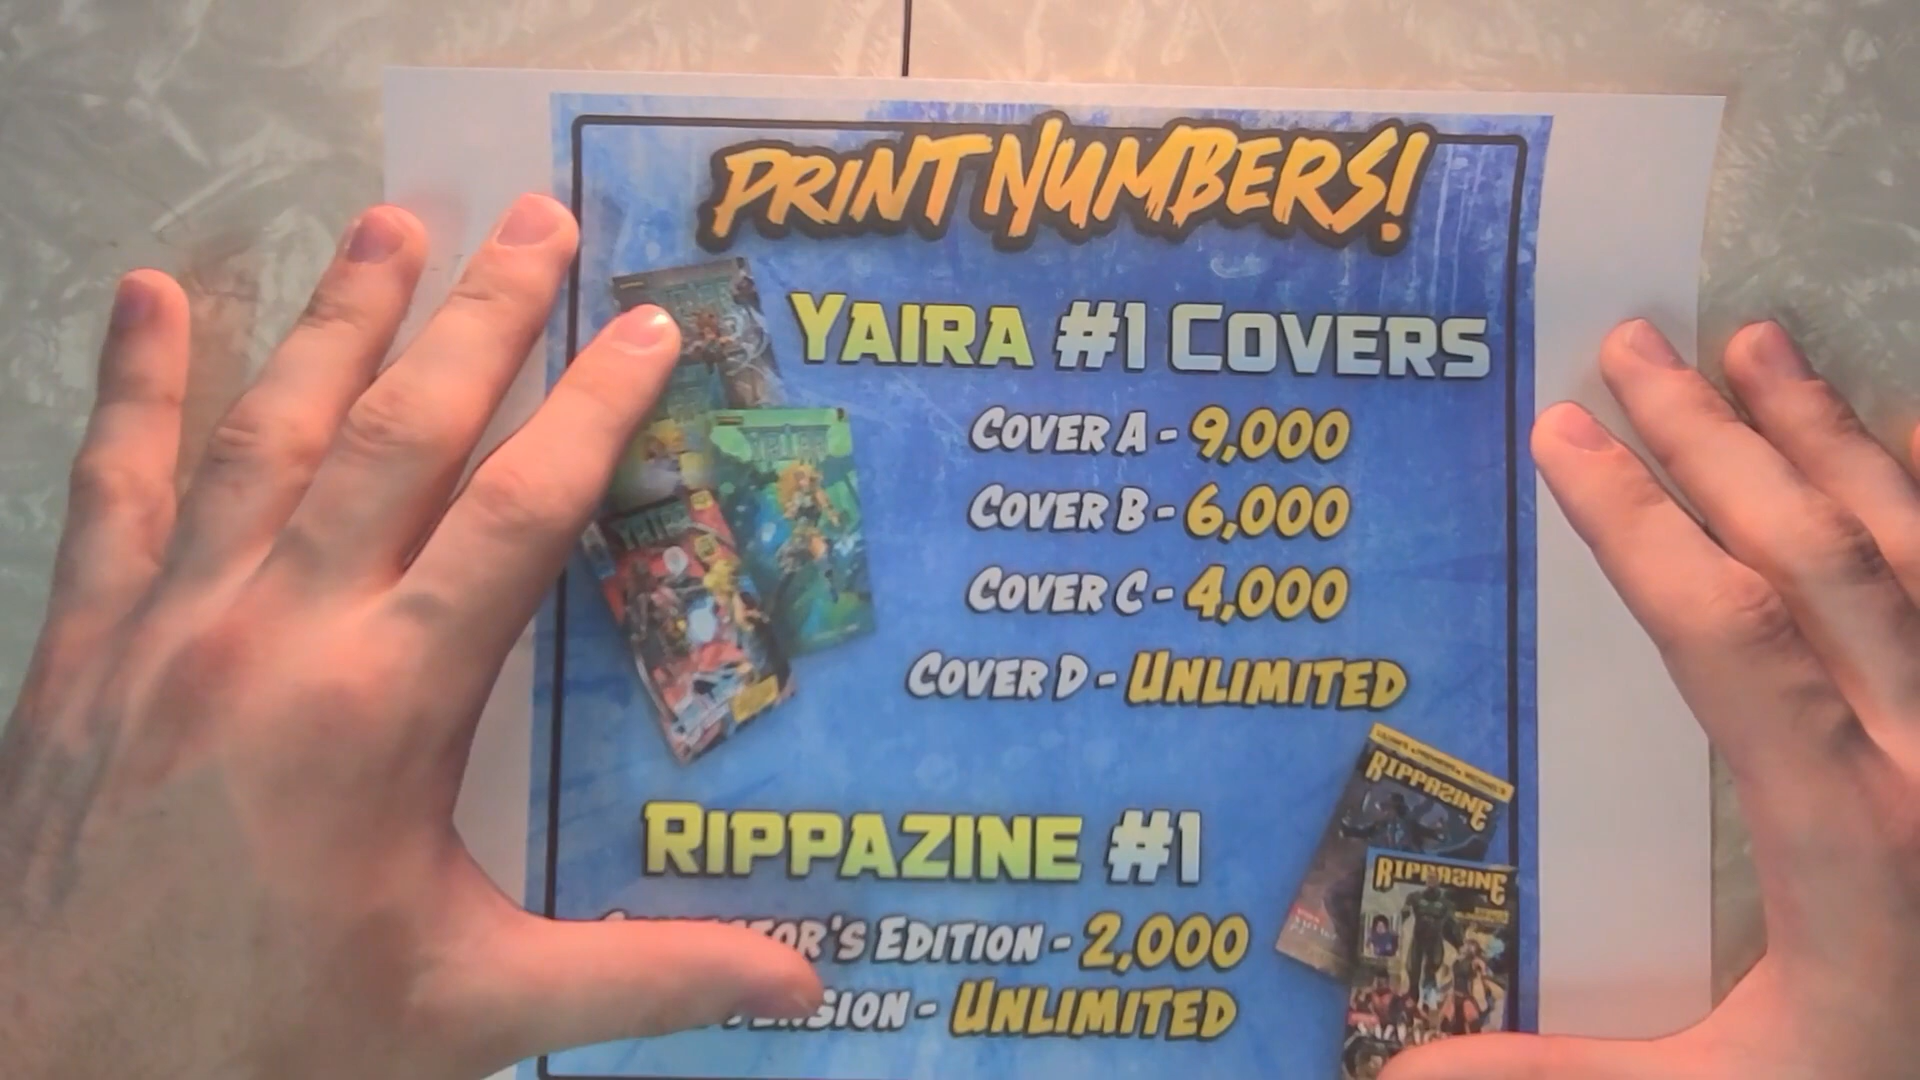 PRINT NUMBERS!
YAIRA #1 COVERS
COVER A - 9,000
COVER B - 6,000
COVER C - 4,000
COVER D - UNLIMITED
RIPPAZINE
RIPPAZINE #1
RIPPAZINE
EDITION - 2,000
- UNLIMITED